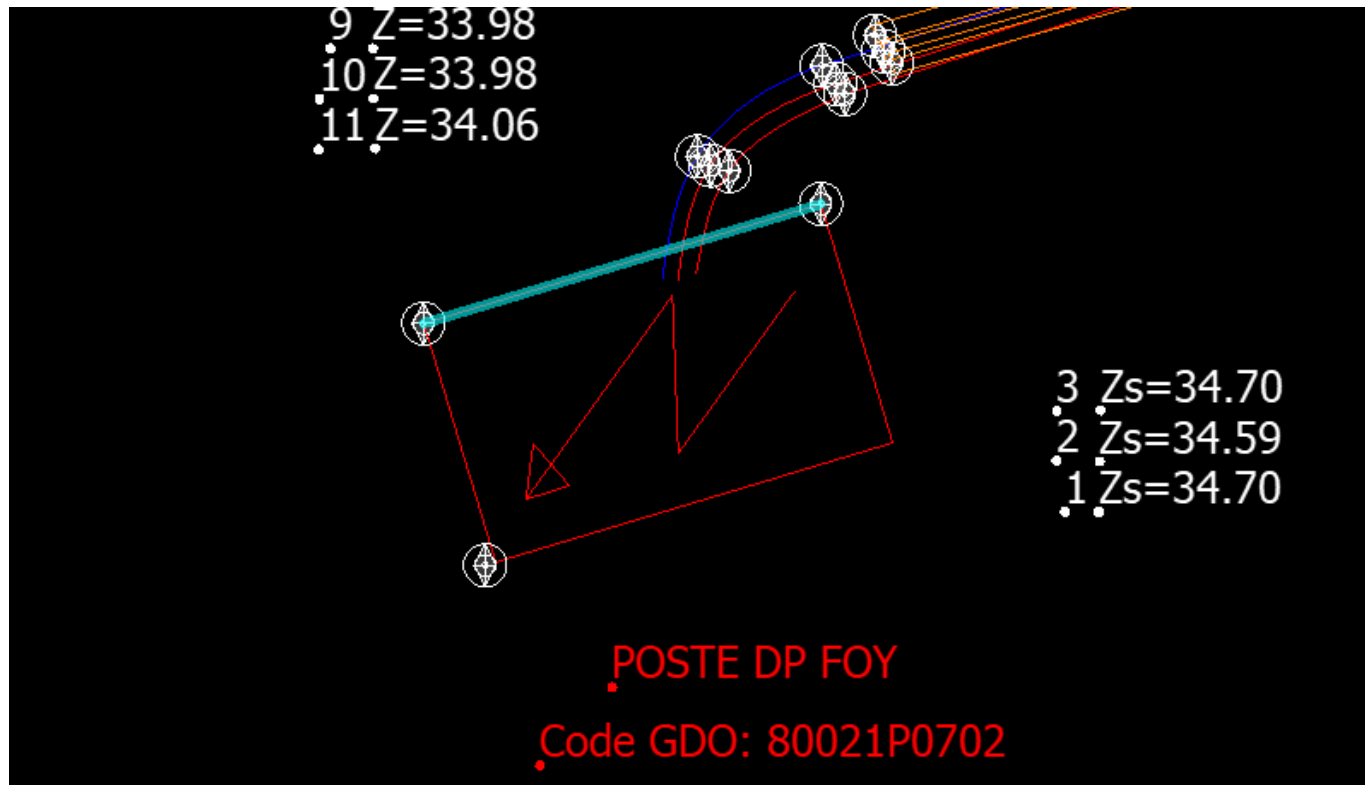 9 Z=33.98
10 Z=33.98
11 Z=34.06
3 Zs=34.70
2 Zs=34.59
1 Zs=34.70
POSTE DP FOY
Code GDO: 80021P0702